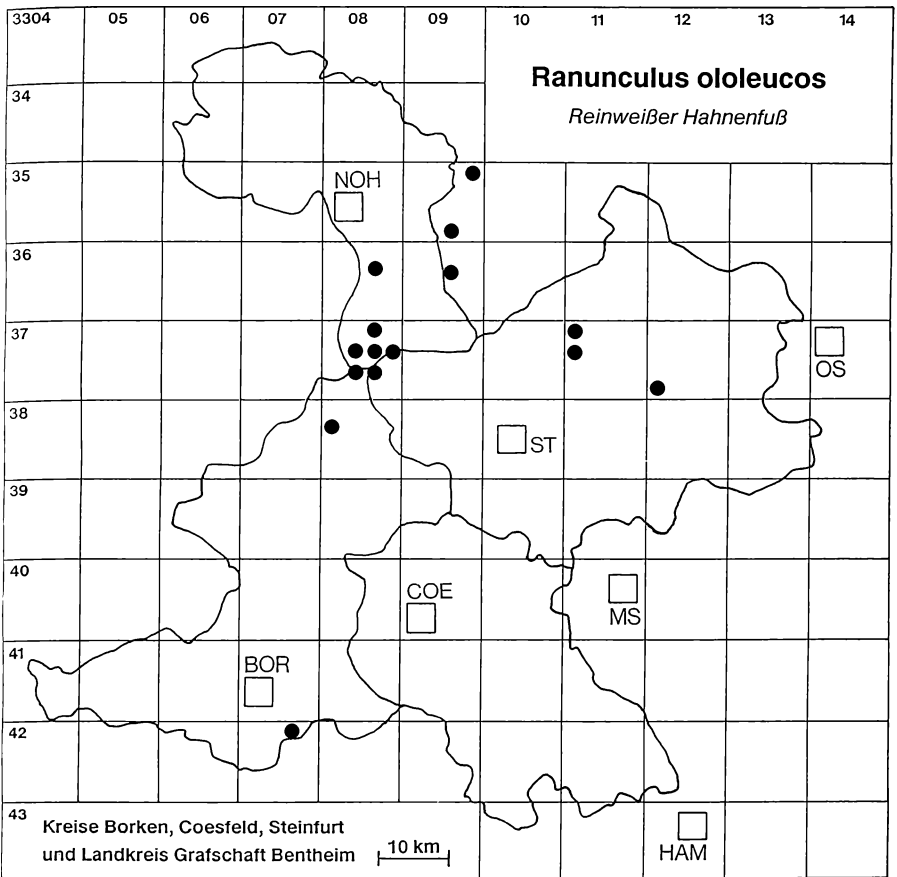 3304 05 06 07 08 09 10 11 12 13 14
Ranunculus ololeucos
34
Reinweißer Hahnenfuß
35
NOH
36
37
OS
38
ST
39
40
COE
MS
41
BOR
42
43
Kreise Borken, Coesfeld, Steinfurt
und Landkreis Grafschaft Bentheim
10 km
HAM